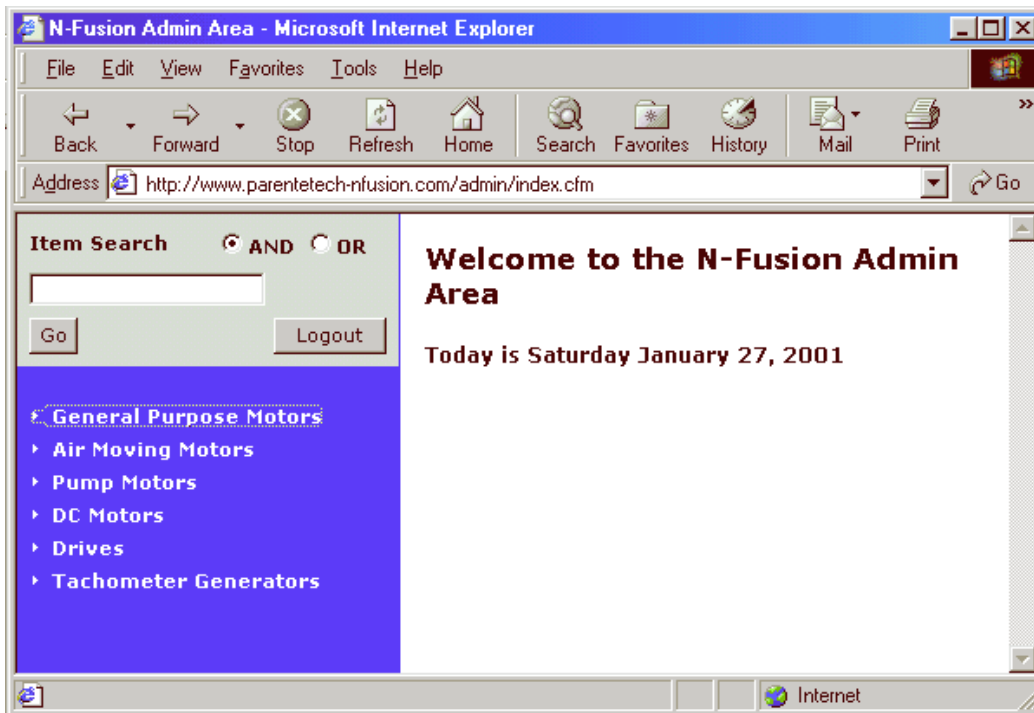 N-Fusion Admin Area - Microsoft Internet Explorer
File Edit View Favorites Tools Help
Back Forward Stop Refresh Home Search Favorites History Mail Print »
Address http://www.parentetech-nfusion.com/admin/index.cfm Go
Item Search AND OR
Go Logout
General Purpose Motors
Air Moving Motors
Pump Motors
DC Motors
Drives
Tachometer Generators
Welcome to the N-Fusion Admin
Area
Today is Saturday January 27, 2001
Internet